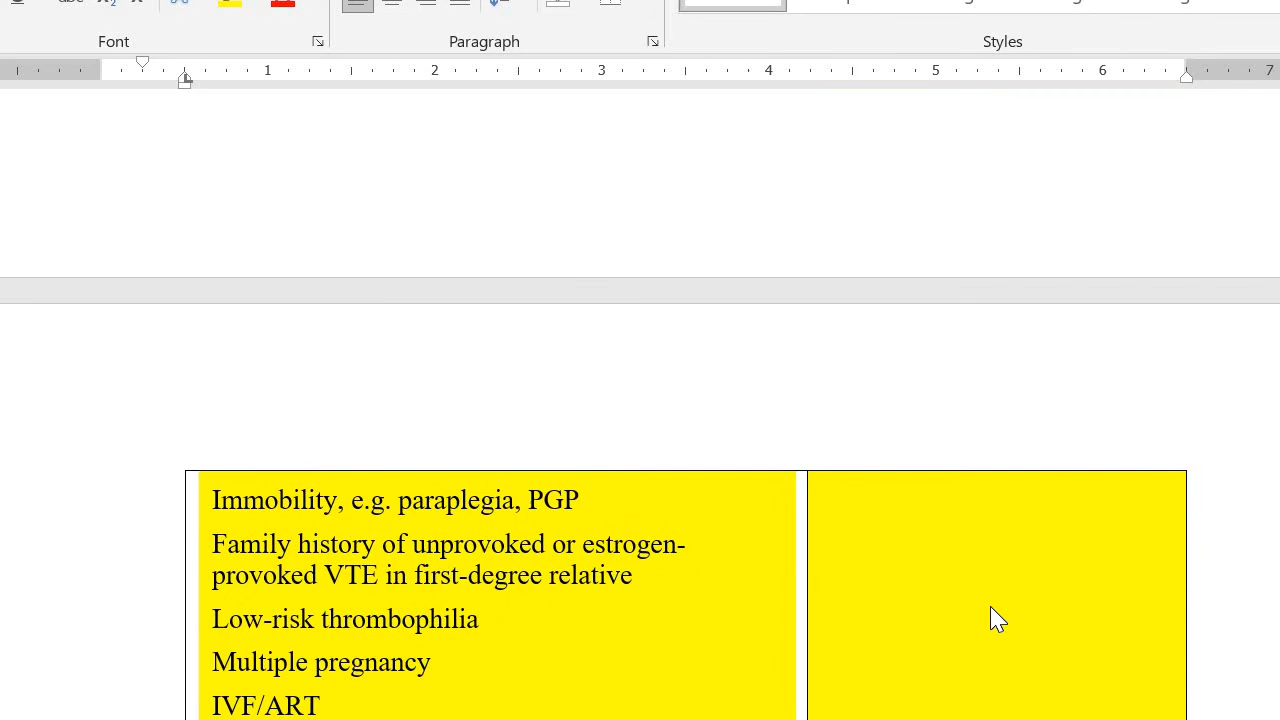 Font
Paragraph
Styles
1 2 3 4 5 6 7
Immobility, e.g. paraplegia, PGP
Family history of unprovoked or estrogen-
provoked VTE in first-degree relative
Low-risk thrombophilia
Multiple pregnancy
IVF/ART